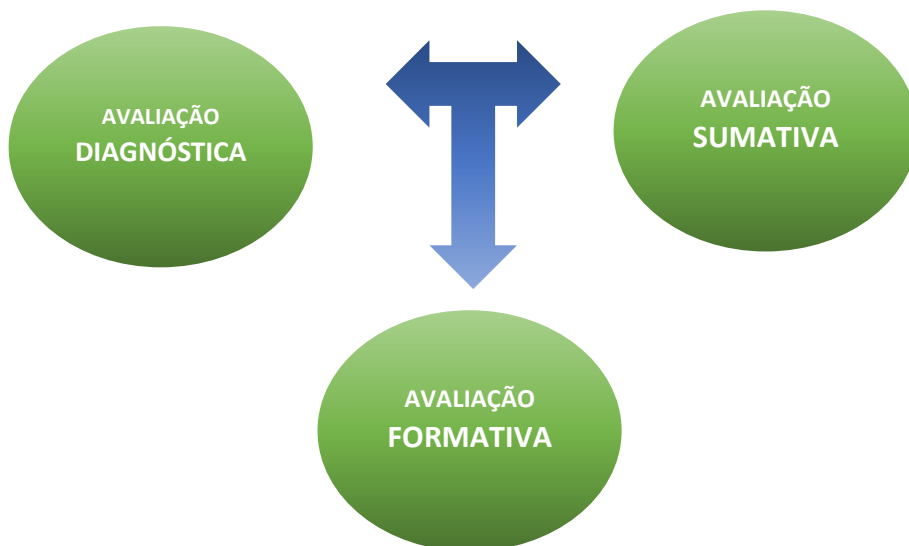 AVALIAÇÃO
DIAGNÓSTICA
AVALIAÇÃO
SUMATIVA
AVALIAÇÃO
FORMATIVA